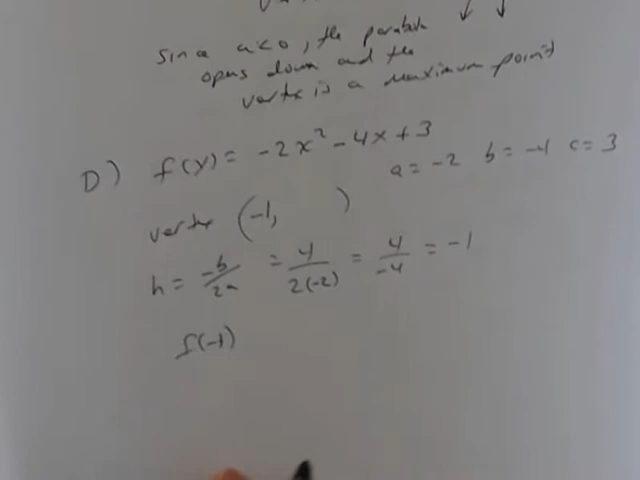 Since a<0, the parabola ↓ ↓
opens down and the
vertex is a maximum point
D) f(x) = -2x² - 4x + 3
a = -2 b = -4 c = 3
vertex (-1, )
h = -b/2a = 4/2(-2) = 4/-4 = -1
f(-1)